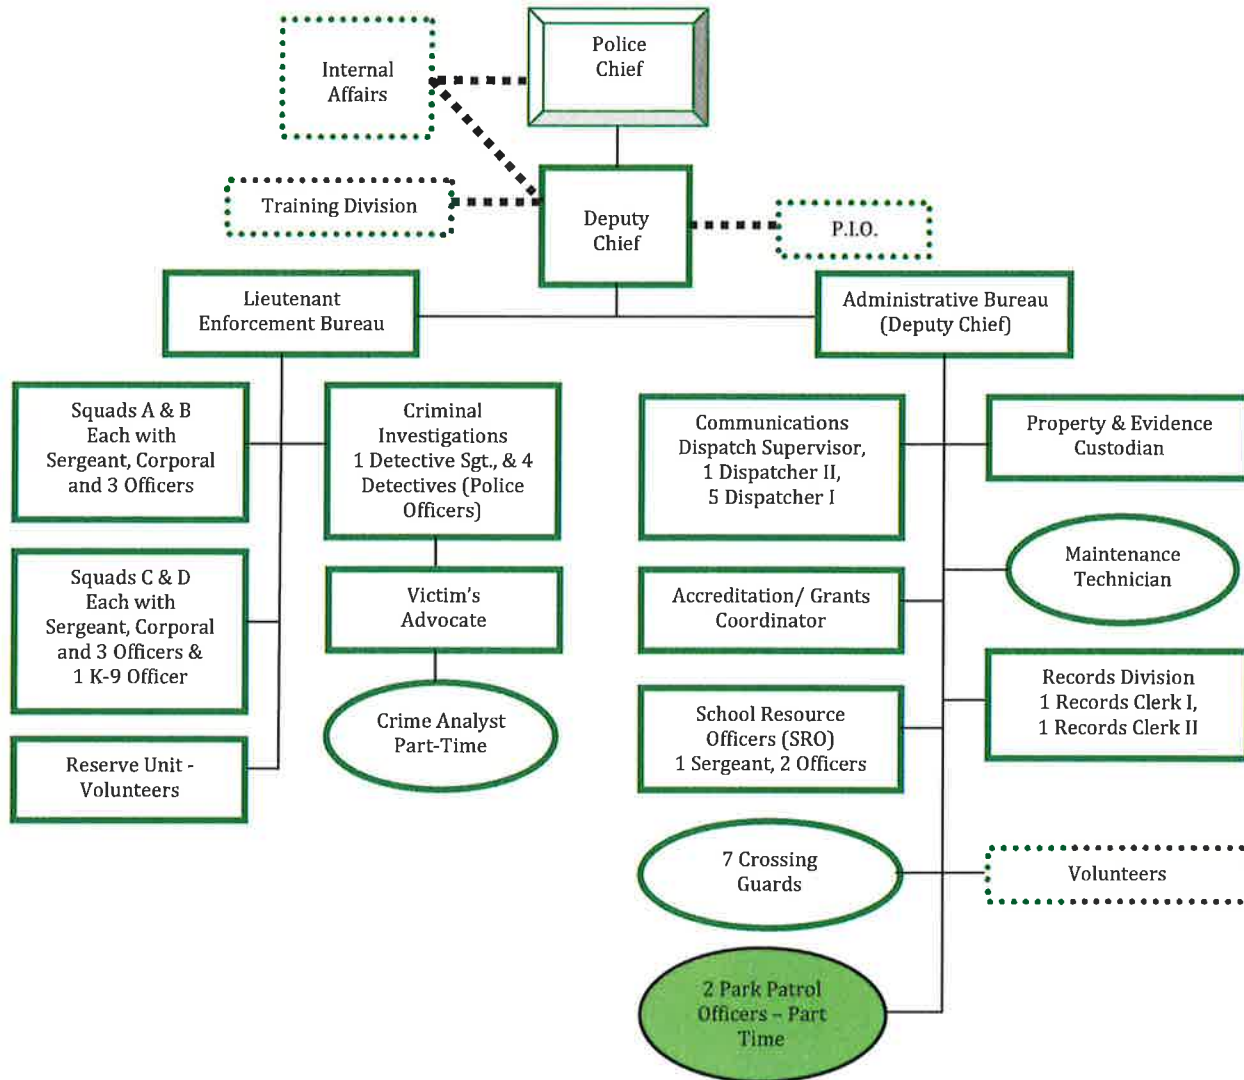 Police
Chief
Internal
Affairs
Training Division
Deputy
Chief
P.I.O.
Lieutenant
Enforcement Bureau
Administrative Bureau
(Deputy Chief)
Squads A & B
Each with
Sergeant, Corporal
and 3 Officers
Criminal
Investigations
1 Detective Sgt., & 4
Detectives (Police
Officers)
Communications
Dispatch Supervisor,
1 Dispatcher II,
5 Dispatcher I
Property & Evidence
Custodian
Squads C & D
Each with
Sergeant, Corporal
and 3 Officers &
1 K-9 Officer
Victim's
Advocate
Accreditation/ Grants
Coordinator
Maintenance
Technician
Crime Analyst
Part-Time
School Resource
Officers (SRO)
1 Sergeant, 2 Officers
Records Division
1 Records Clerk I,
1 Records Clerk II
Reserve Unit -
Volunteers
7 Crossing
Guards
Volunteers
2 Park Patrol
Officers – Part
Time